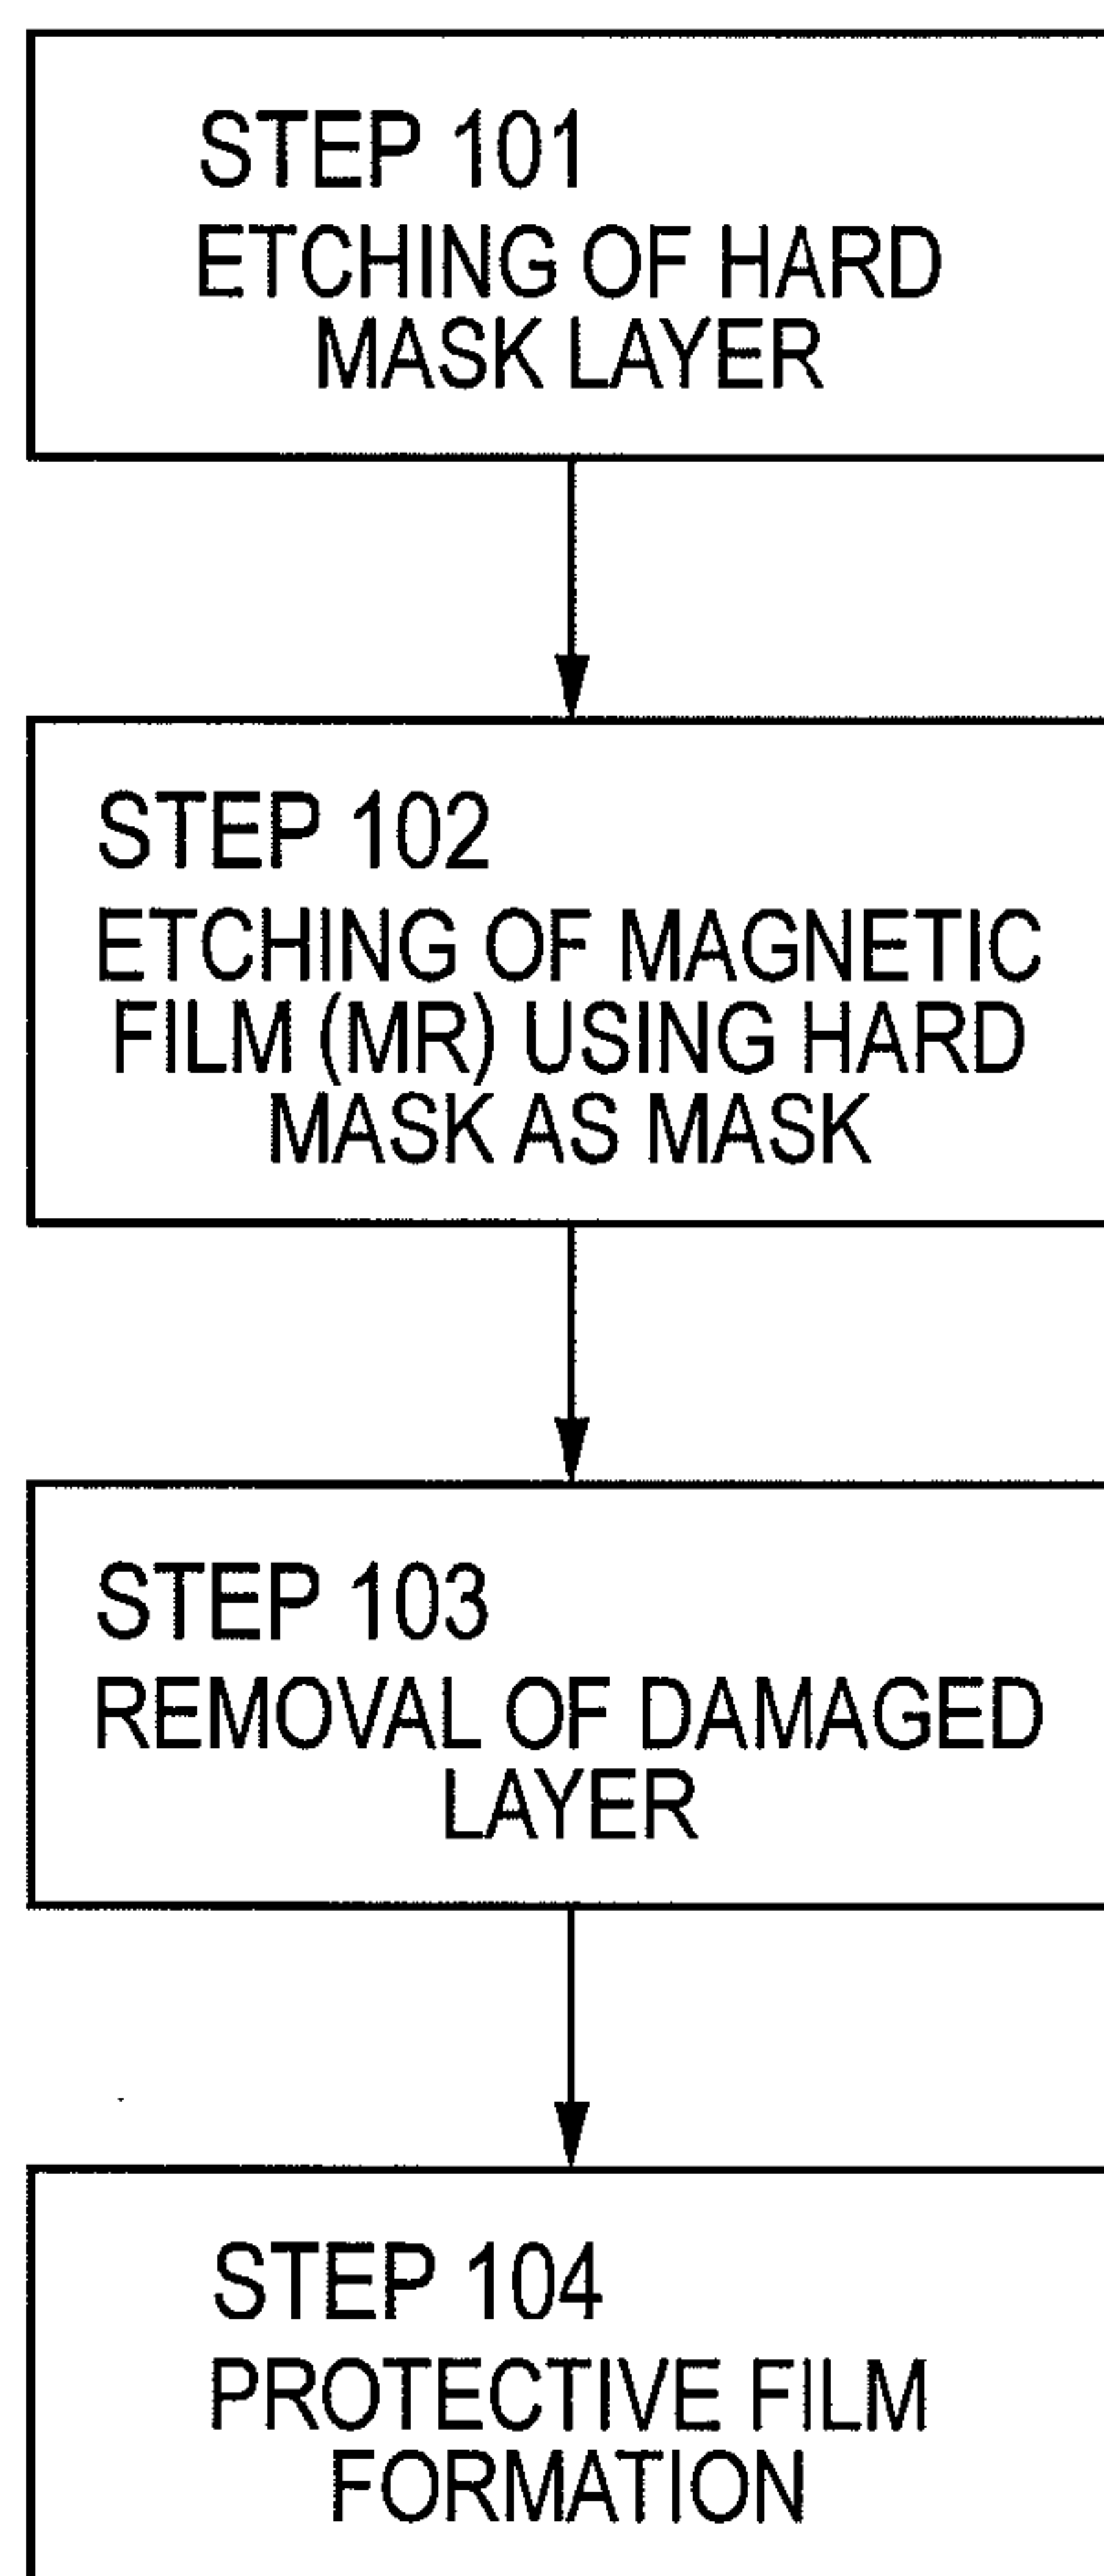 STEP 101
ETCHING OF HARD
MASK LAYER
STEP 102
ETCHING OF MAGNETIC
FILM (MR) USING HARD
MASK AS MASK
STEP 103
REMOVAL OF DAMAGED
LAYER
STEP 104
PROTECTIVE FILM
FORMATION